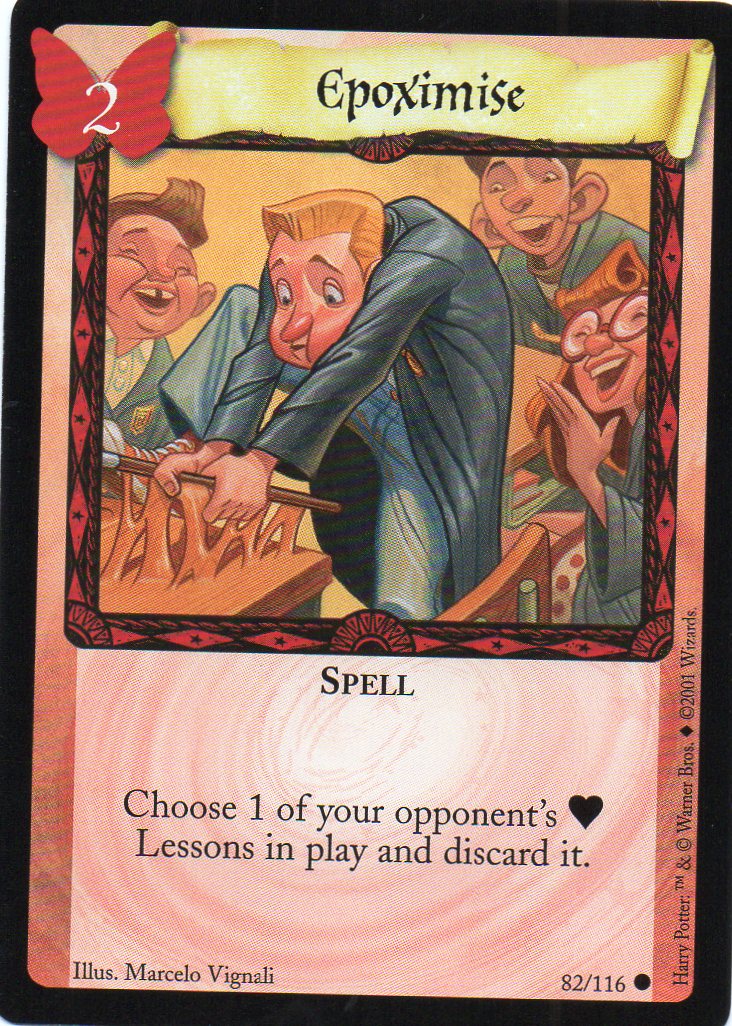 2
Epoximise
SPELL
Choose 1 of your opponent's ♥
Lessons in play and discard it.
Illus. Marcelo Vignali
82/116 ●
Harry Potter: ™ & © Warner Bros. ♦ ©2001 Wizards.